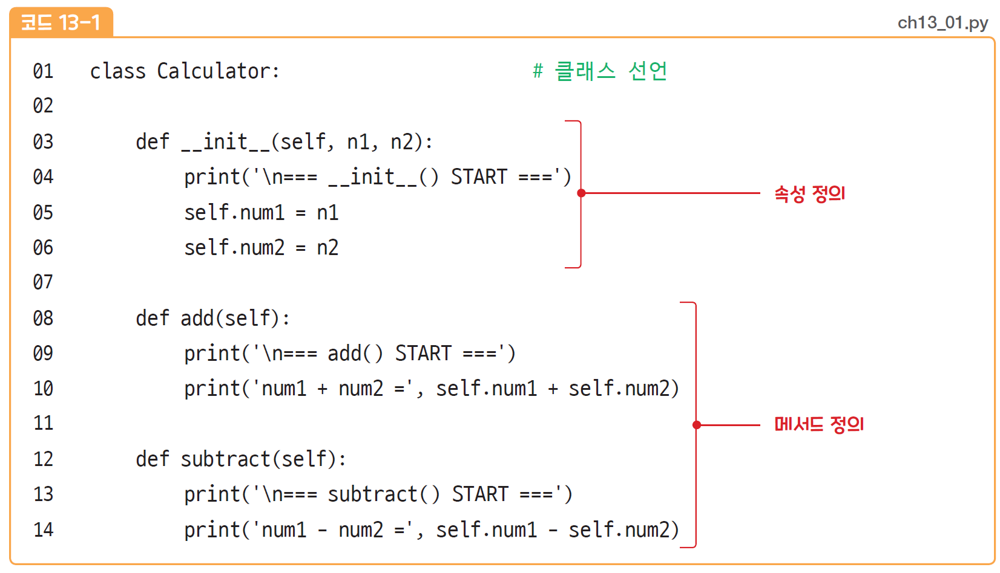 코드 13-1
ch13_01.py
01 class Calculator: # 클래스 선언
02
03 def __init__(self, n1, n2):
04 print('\n=== __init__() START ===')
05 self.num1 = n1
속성 정의
06 self.num2 = n2
07
08 def add(self):
09 print('\n=== add() START ===')
10 print('num1 + num2 =', self.num1 + self.num2)
11
메서드 정의
12 def subtract(self):
13 print('\n=== subtract() START ===')
14 print('num1 - num2 =', self.num1 - self.num2)